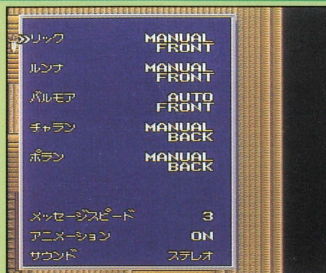 リック MANUAL
FRONT
ルンナ MANUAL
FRONT
バルモア AUTO
FRONT
チャラン MANUAL
BACK
ポラン MANUAL
BACK
メッセージスピード 3
アニメーション ON
サウンド ステレオ